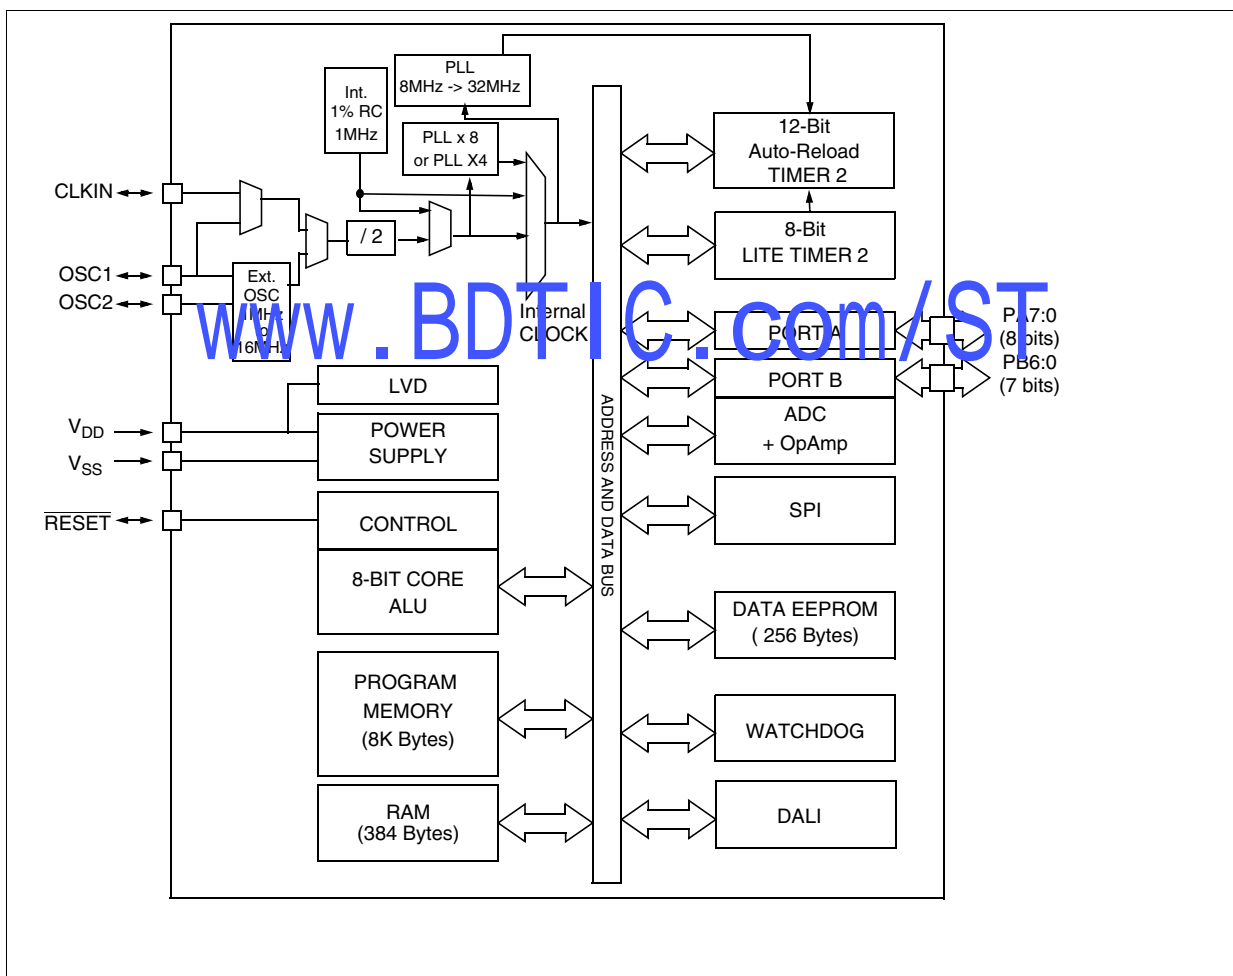 PLL
8MHz -> 32MHz
Int.
1% RC
1MHz
PLL x 8
or PLL X4
12-Bit
Auto-Reload
TIMER 2
CLKIN
/ 2
8-Bit
LITE TIMER 2
OSC1
OSC2
Ext.
OSC
1MHz
to
16MHz
Internal
CLOCK
www.BDTIC.com/ST
PORT A
PA7:0
(8 bits)
PORT B
PB6:0
(7 bits)
LVD
ADC
+ OpAmp
VDD
VSS
POWER
SUPPLY
ADDRESS AND DATA BUS
SPI
RESET
CONTROL
8-BIT CORE
ALU
DATA EEPROM
( 256 Bytes)
PROGRAM
MEMORY
(8K Bytes)
WATCHDOG
RAM
(384 Bytes)
DALI